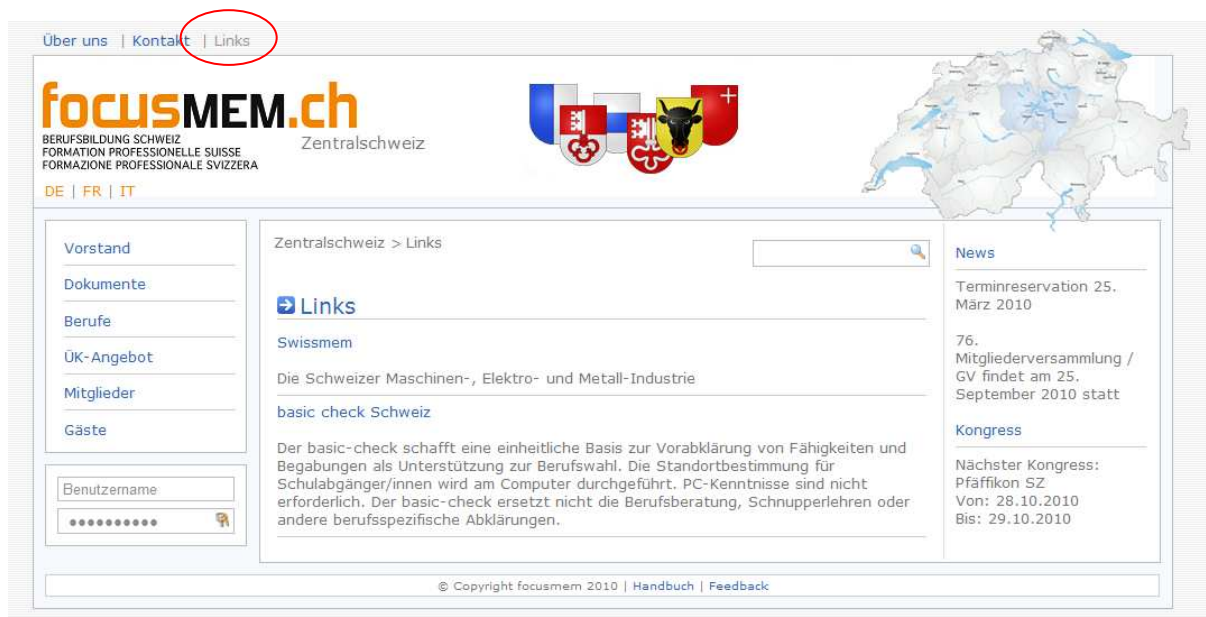 Über uns | Kontakt | Links
focusMEM.ch
BERUFSBILDUNG SCHWEIZ
FORMATION PROFESSIONELLE SUISSE
FORMAZIONE PROFESSIONALE SVIZZERA
Zentralschweiz
DE | FR | IT
Vorstand
Dokumente
Berufe
ÜK-Angebot
Mitglieder
Gäste
Benutzername
●●●●●●●●●●
Zentralschweiz > Links
Links
Swissmem
Die Schweizer Maschinen-, Elektro- und Metall-Industrie
basic check Schweiz
Der basic-check schafft eine einheitliche Basis zur Vorabklärung von Fähigkeiten und
Begabungen als Unterstützung zur Berufswahl. Die Standortbestimmung für
Schulabgänger/innen wird am Computer durchgeführt. PC-Kenntnisse sind nicht
erforderlich. Der basic-check ersetzt nicht die Berufsberatung, Schnupperlehren oder
andere berufsspezifische Abklärungen.
News
Terminreservation 25.
März 2010
76.
Mitgliederversammlung /
GV findet am 25.
September 2010 statt
Kongress
Nächster Kongress:
Pfäffikon SZ
Von: 28.10.2010
Bis: 29.10.2010
© Copyright focusmem 2010 | Handbuch | Feedback